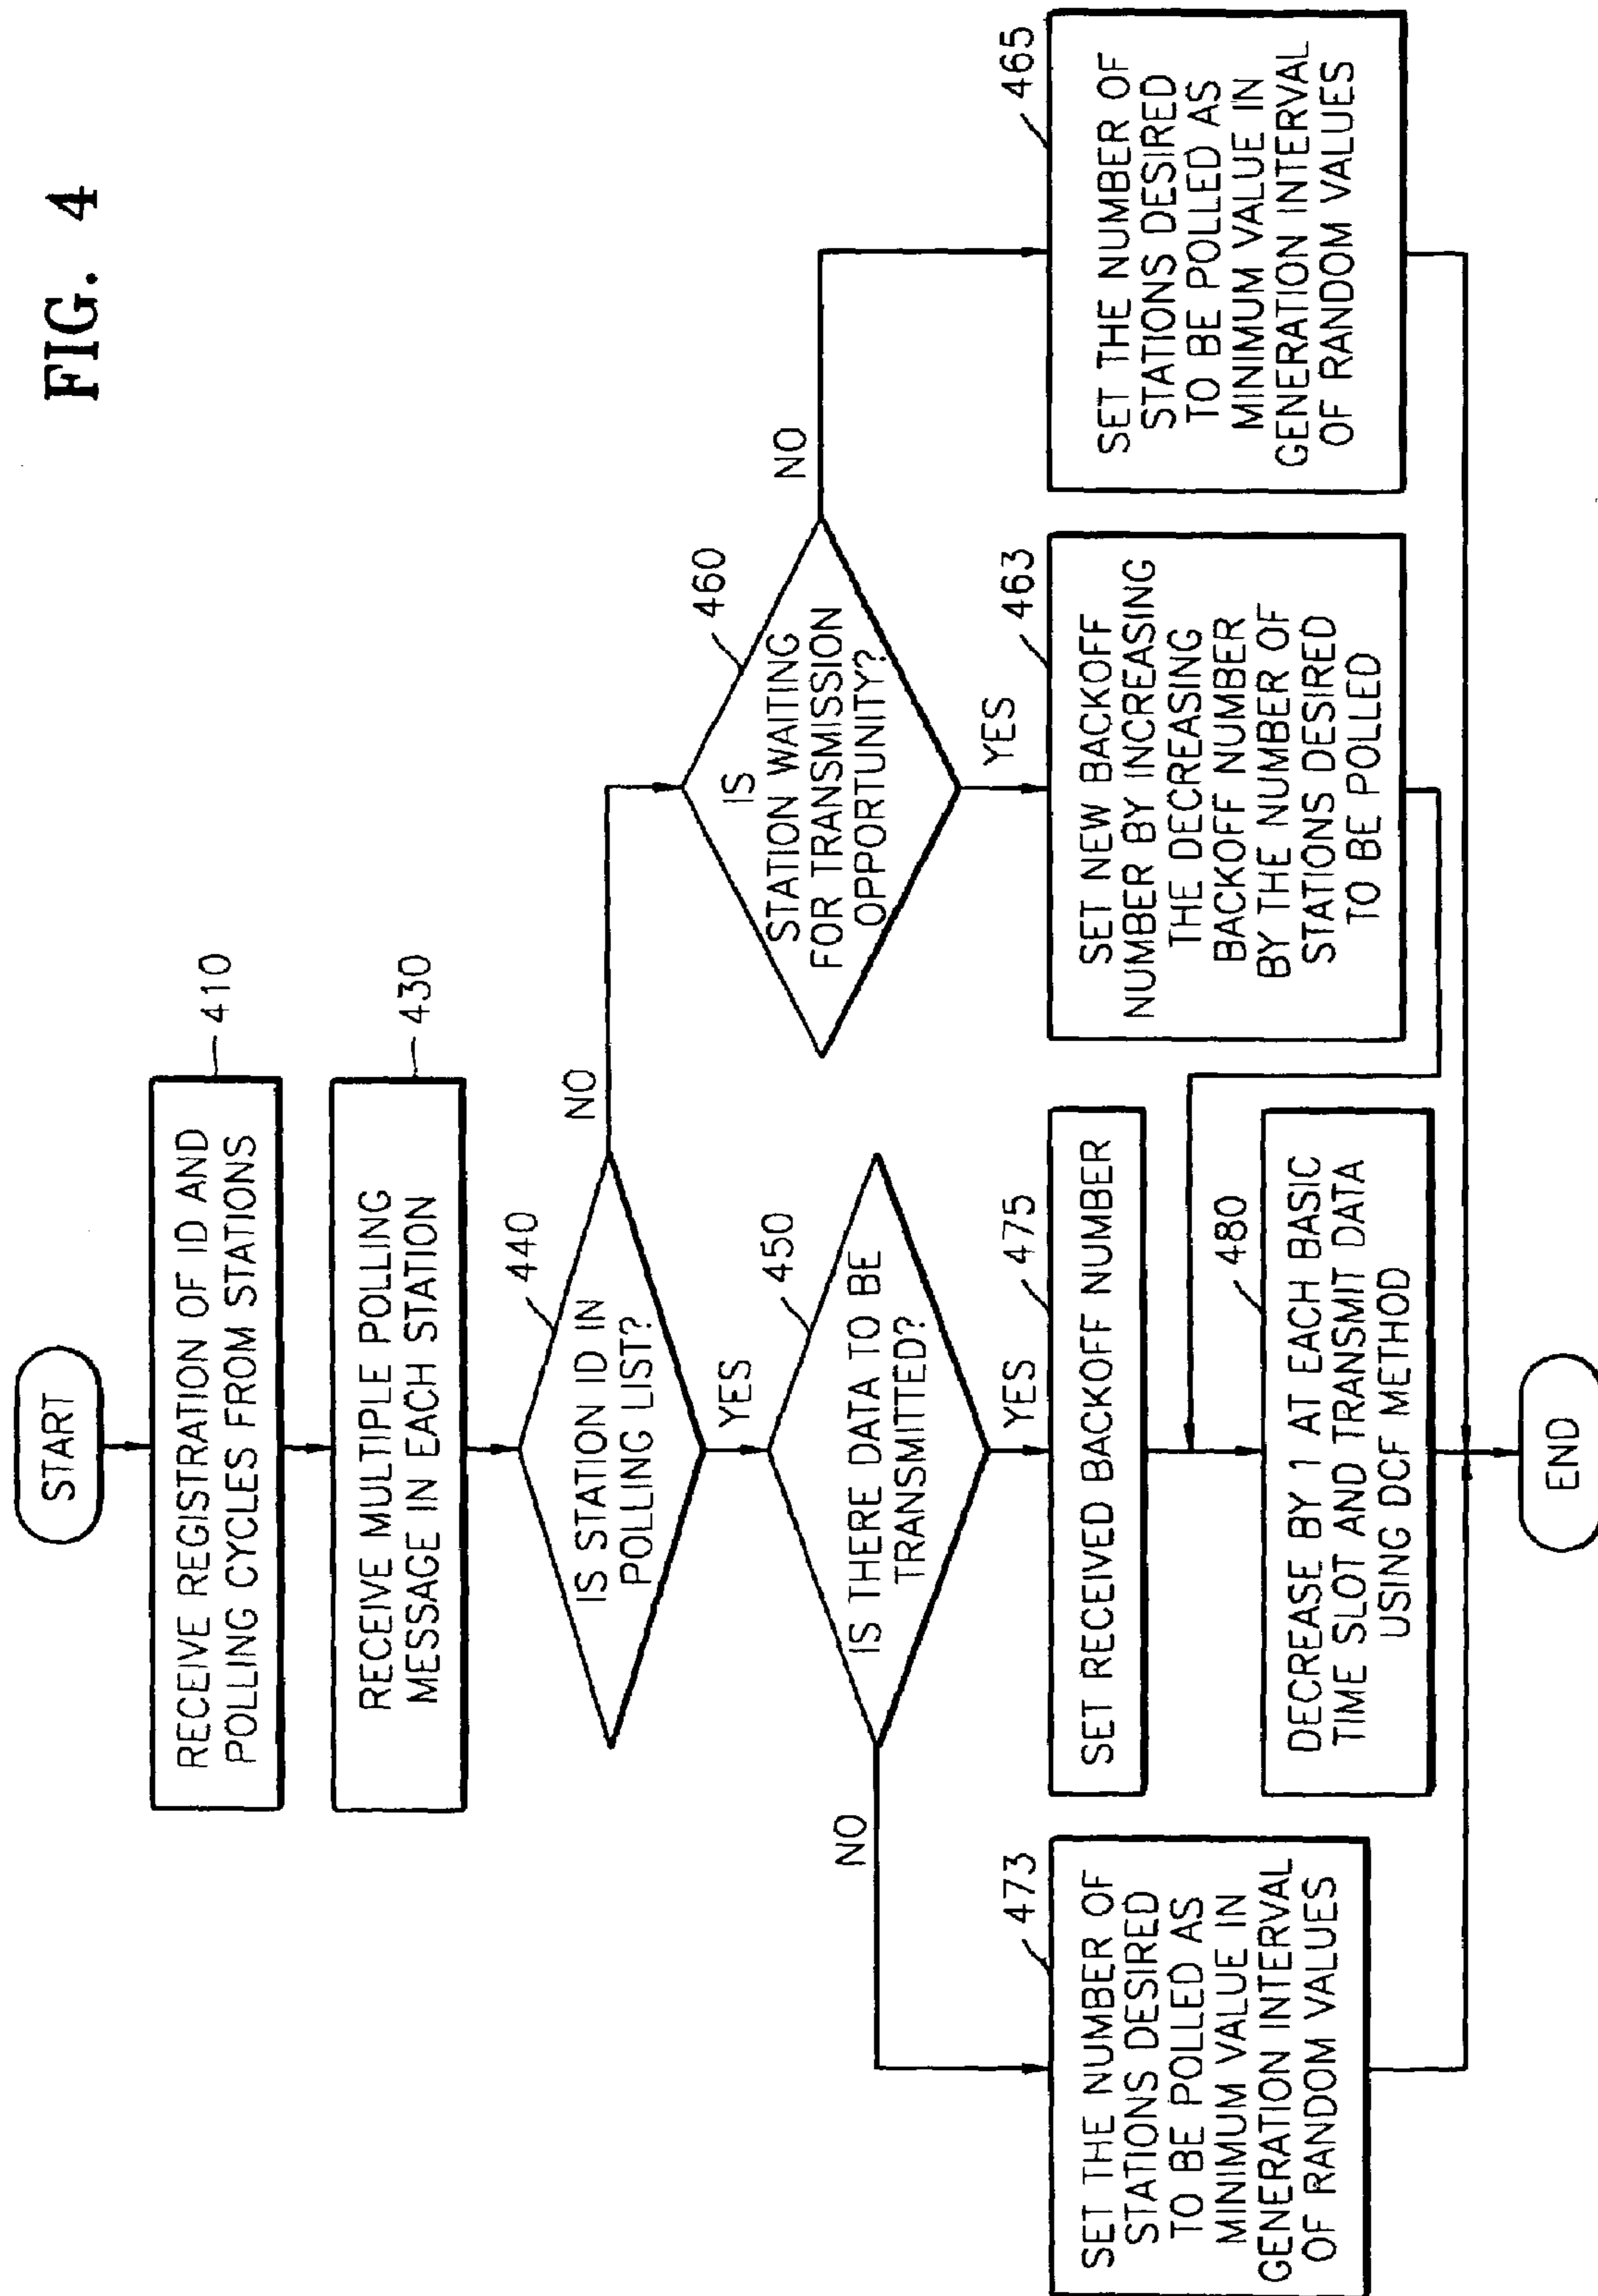 FIG. 4
START
RECEIVE REGISTRATION OF ID AND
POLLING CYCLES FROM STATIONS
410
RECEIVE MULTIPLE POLLING
MESSAGE IN EACH STATION
430
IS STATION ID IN
POLLING LIST?
440
NO
YES
IS THERE DATA TO BE
TRANSMITTED?
450
NO
YES
IS
STATION WAITING
FOR TRANSMISSION
OPPORTUNITY?
460
NO
YES
SET THE NUMBER OF
STATIONS DESIRED
TO BE POLLED AS
MINIMUM VALUE IN
GENERATION INTERVAL
OF RANDOM VALUES
473
SET RECEIVED BACKOFF NUMBER
475
SET NEW BACKOFF
NUMBER BY INCREASING
THE DECREASING
BACKOFF NUMBER
BY THE NUMBER OF
STATIONS DESIRED
TO BE POLLED
463
SET THE NUMBER OF
STATIONS DESIRED
TO BE POLLED AS
MINIMUM VALUE IN
GENERATION INTERVAL
OF RANDOM VALUES
465
DECREASE BY 1 AT EACH BASIC
TIME SLOT AND TRANSMIT DATA
USING DCF METHOD
480
END